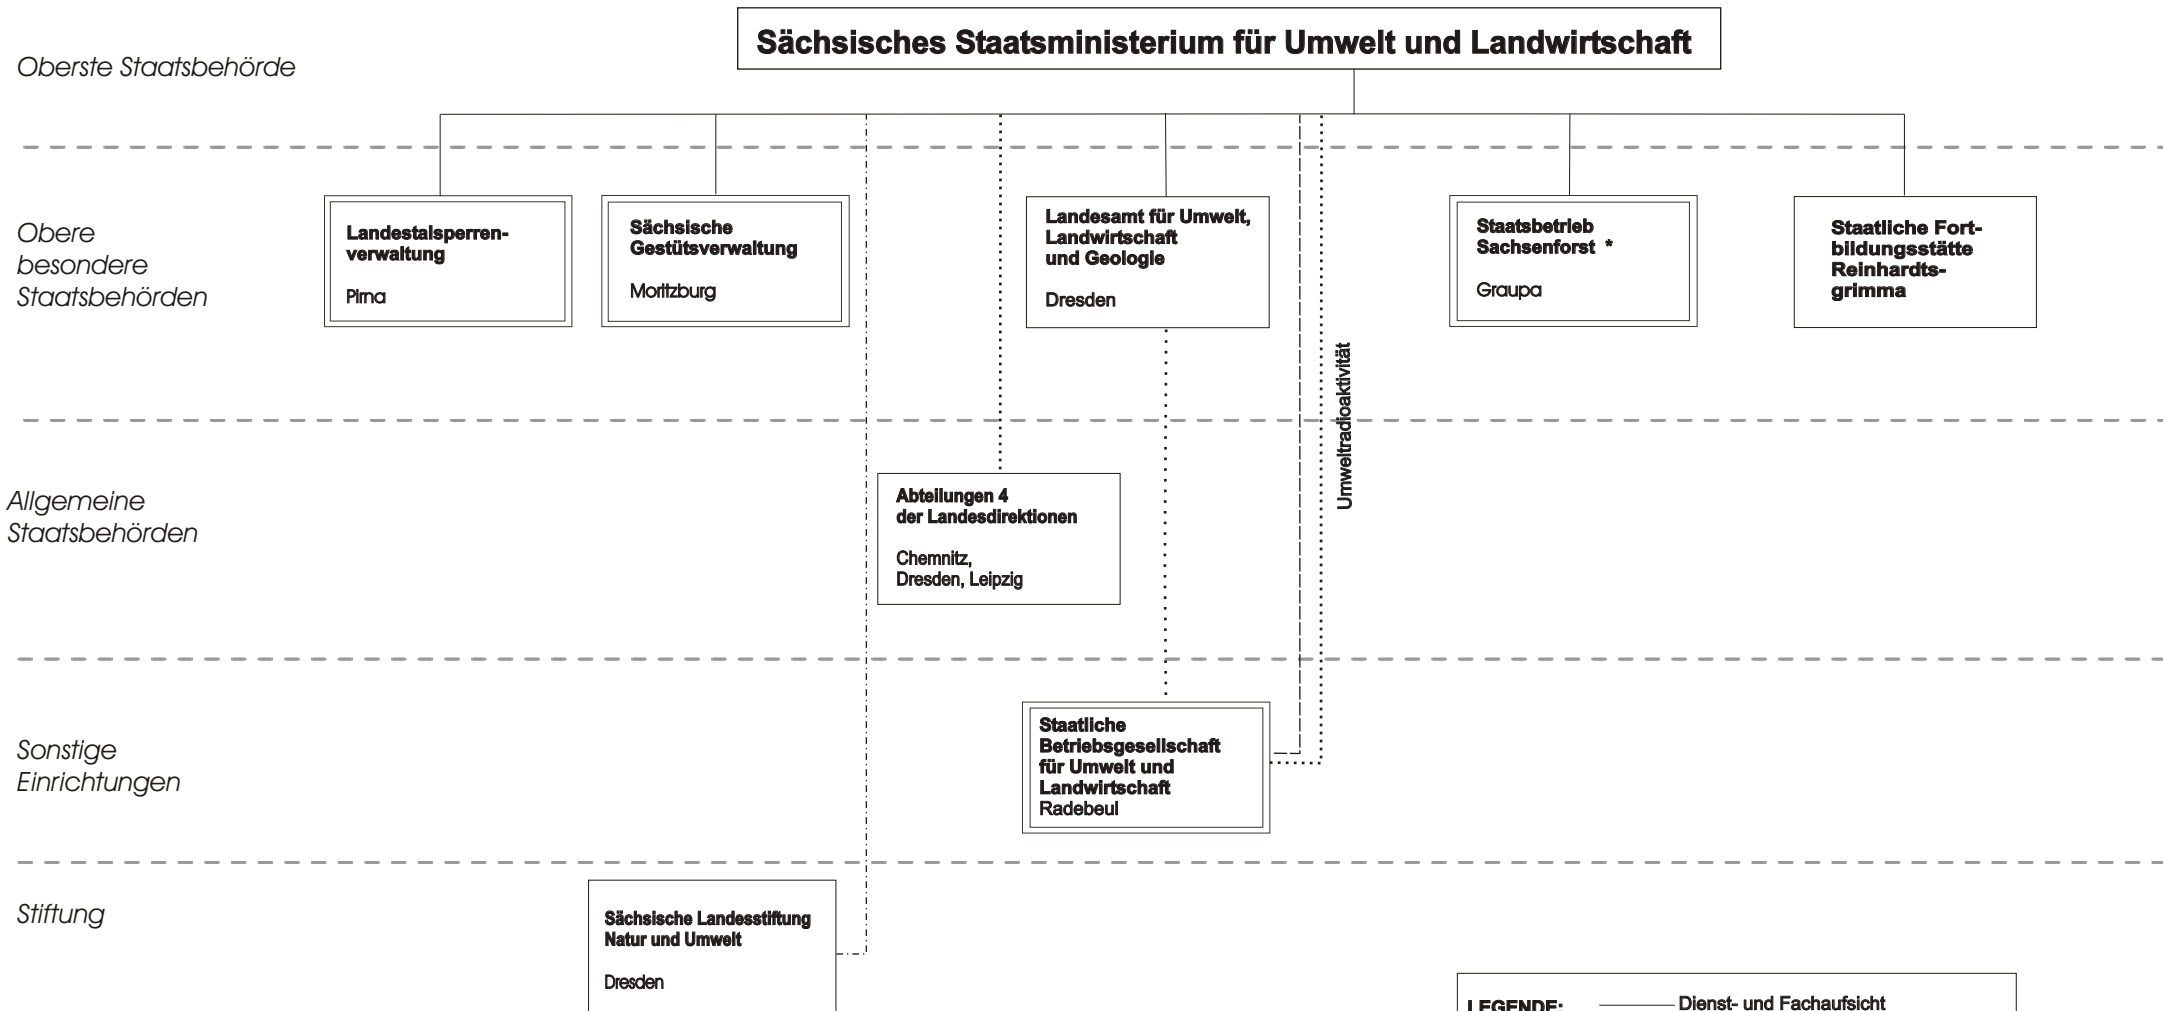 Sächsisches Staatsministerium für Umwelt und Landwirtschaft
Oberste Staatsbehörde
Obere
besondere
Staatsbehörden
Landestalsperren-
verwaltung
Pirna
Sächsische
Gestütsverwaltung
Moritzburg
Landesamt für Umwelt,
Landwirtschaft
und Geologie
Dresden
Staatsbetrieb
Sachsenforst *
Graupa
Staatliche Fort-
bildungsstätte
Reinhardts-
grimma
Umweltradioaktivität
Allgemeine
Staatsbehörden
Abteilungen 4
der Landesdirektionen
Chemnitz,
Dresden, Leipzig
Sonstige
Einrichtungen
Staatliche
Betriebsgesellschaft
für Umwelt und
Landwirtschaft
Radebeul
Stiftung
Sächsische Landesstiftung
Natur und Umwelt
Dresden
LEGENDE:
Dienst- und Fachaufsicht